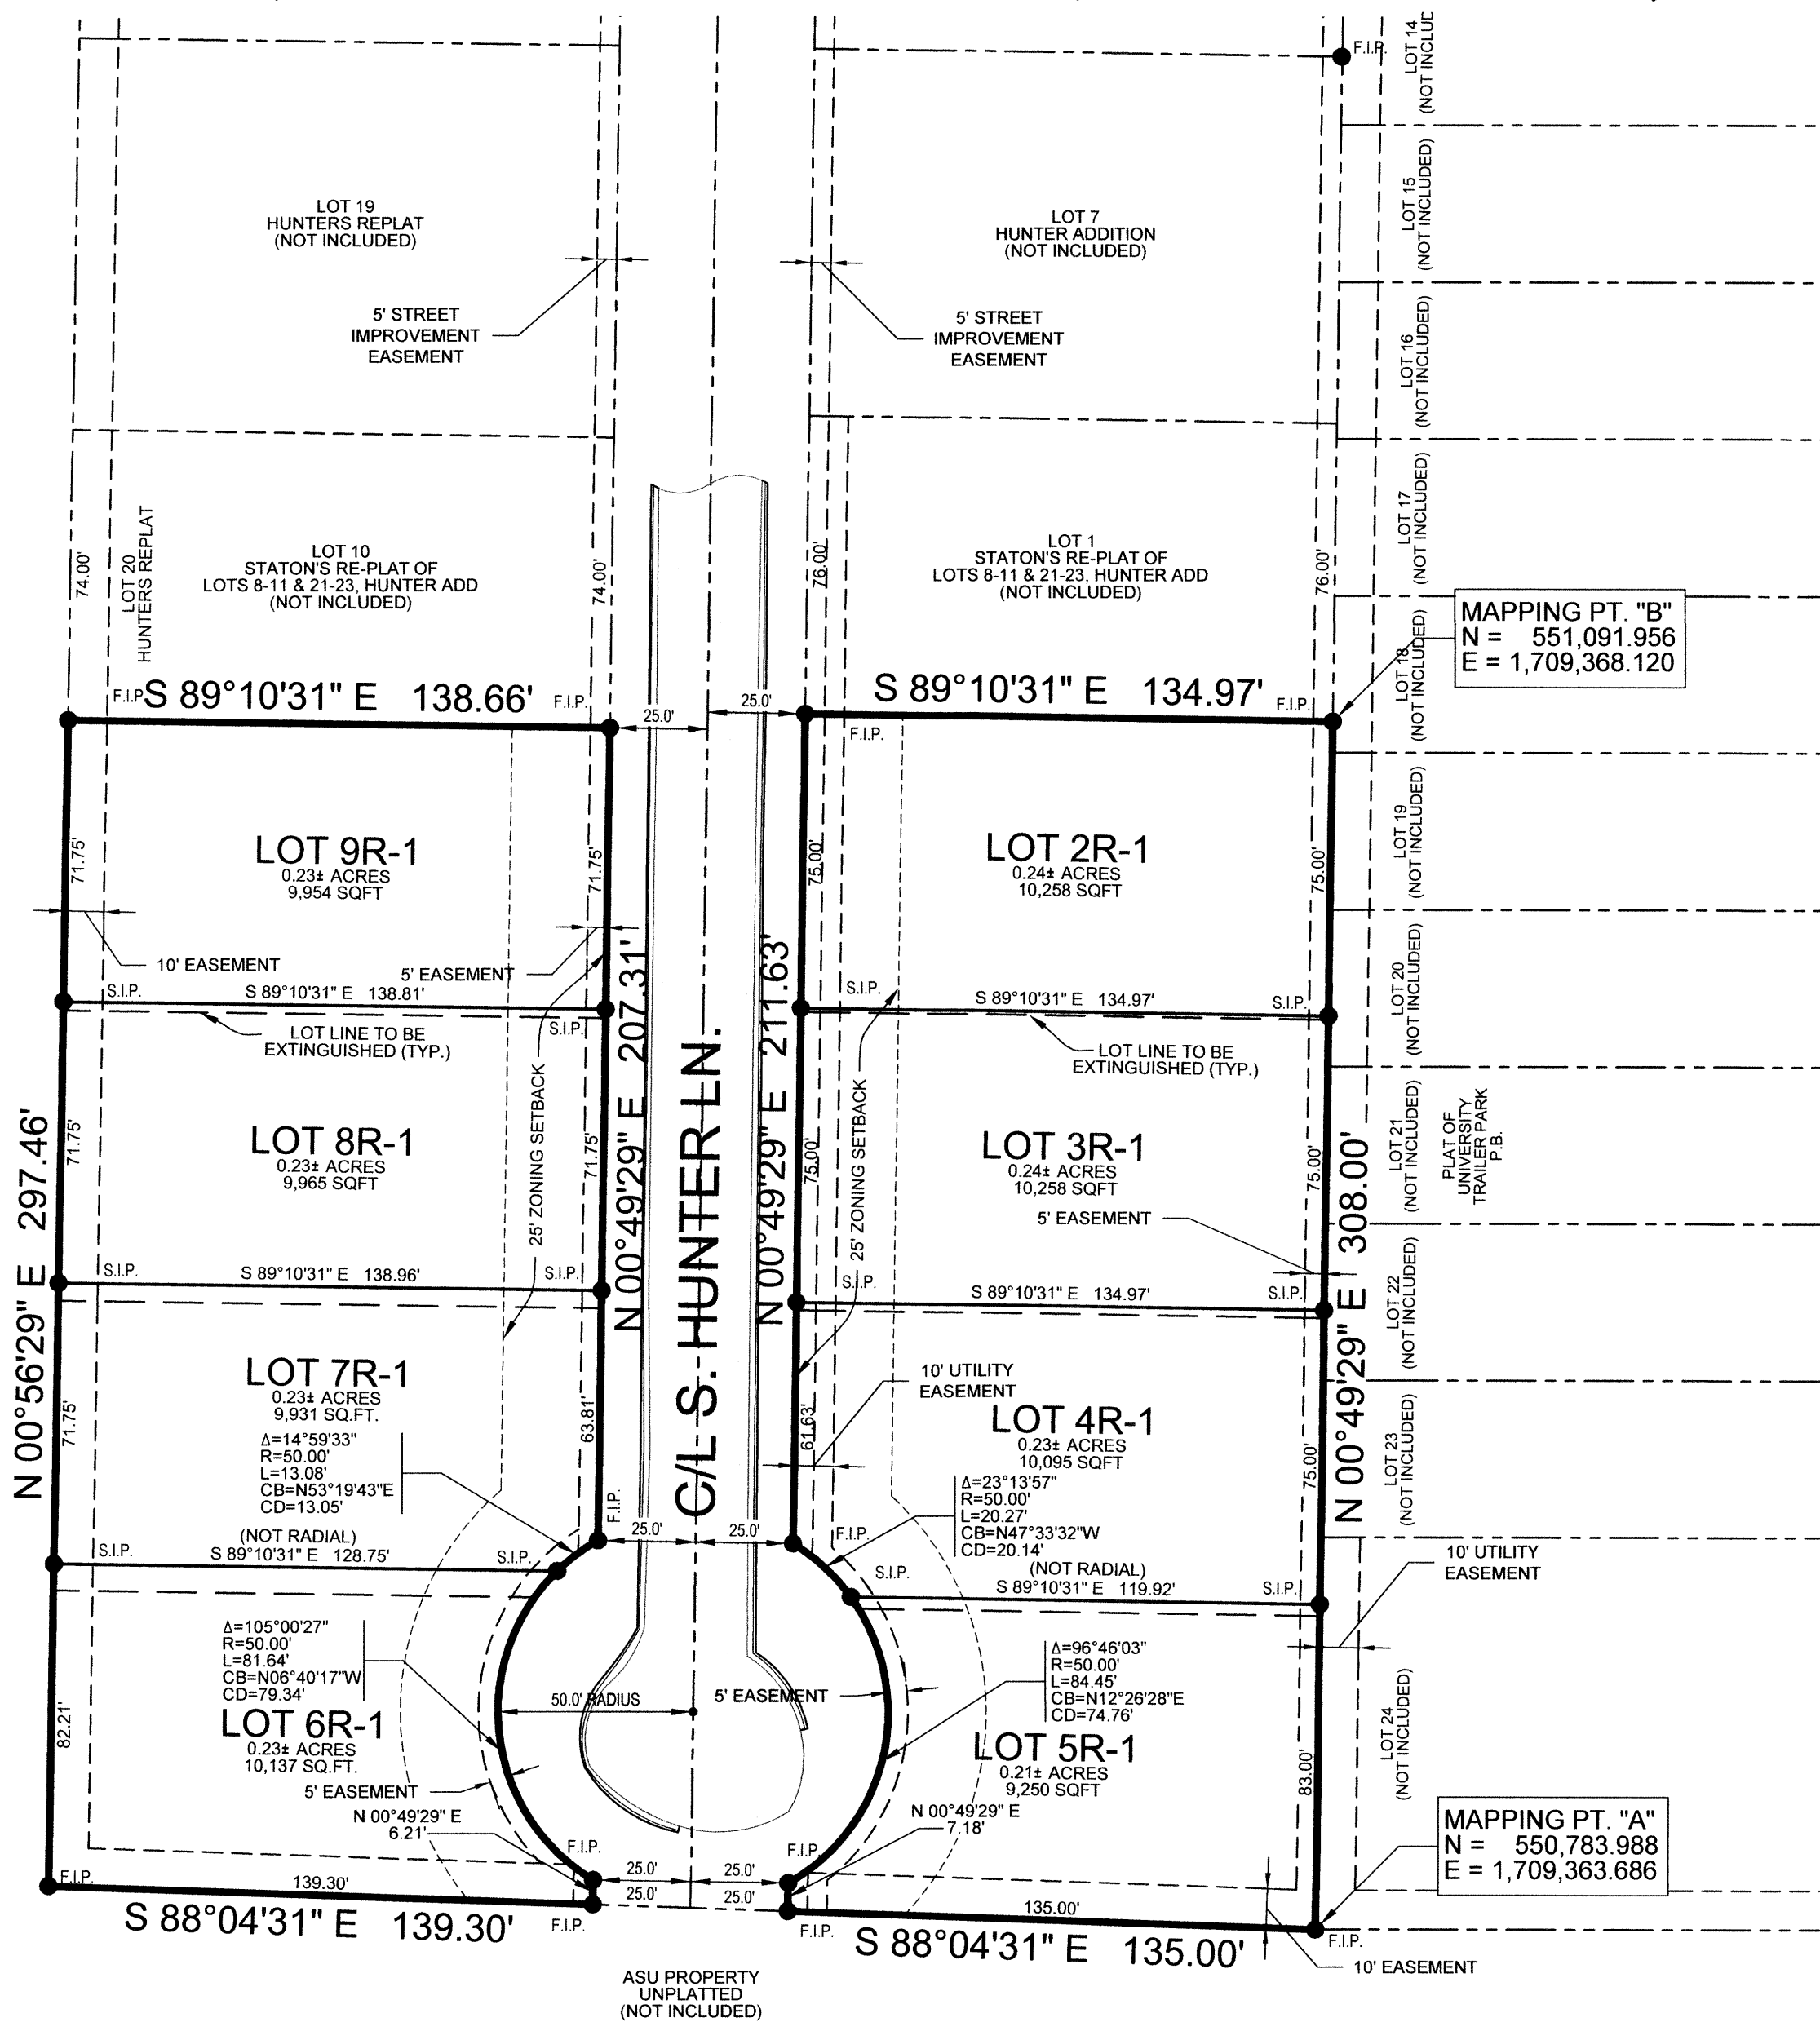 F.I.P.
LOT 14
(NOT INCLUD
LOT 15
(NOT INCLUDED)
LOT 16
(NOT INCLUDED)
LOT 17
(NOT INCLUDED)
LOT 18
(NOT INCLUDED)
LOT 19
(NOT INCLUDED)
LOT 20
(NOT INCLUDED)
LOT 21
(NOT INCLUDED)
LOT 22
(NOT INCLUDED)
LOT 23
(NOT INCLUDED)
LOT 24
(NOT INCLUDED)
PLAT OF
UNIVERSITY
TRAILER PARK
P.B.
LOT 19
HUNTERS REPLAT
(NOT INCLUDED)
LOT 7
HUNTER ADDITION
(NOT INCLUDED)
5' STREET
IMPROVEMENT
EASEMENT
5' STREET
IMPROVEMENT
EASEMENT
74.00'
LOT 20
HUNTERS REPLAT
LOT 10
STATON'S RE-PLAT OF
LOTS 8-11 & 21-23, HUNTER ADD
(NOT INCLUDED)
74.00'
76.00'
LOT 1
STATON'S RE-PLAT OF
LOTS 8-11 & 21-23, HUNTER ADD
(NOT INCLUDED)
76.00'
MAPPING PT. "B"
N = 551,091.956
E = 1,709,368.120
F.I.P.
S 89°10'31" E 138.66'
F.I.P.
25.0'
25.0'
S 89°10'31" E 134.97'
F.I.P.
F.I.P.
71.75'
LOT 9R-1
0.23± ACRES
9,954 SQFT
71.75'
75.00'
LOT 2R-1
0.24± ACRES
10,258 SQFT
75.00'
10' EASEMENT
5' EASEMENT
S.I.P.
S 89°10'31" E 138.81'
S.I.P.
LOT LINE TO BE
EXTINGUISHED (TYP.)
S.I.P.
S 89°10'31" E 134.97'
S.I.P.
LOT LINE TO BE
EXTINGUISHED (TYP.)
N 00°56'29" E 297.46'
N 00°49'29" E 207.31'
C/L S. HUNTER LN.
N 00°49'29" E 211.63'
N 00°49'29" E 308.00'
25' ZONING SETBACK
25' ZONING SETBACK
71.75'
LOT 8R-1
0.23± ACRES
9,965 SQFT
71.75'
75.00'
LOT 3R-1
0.24± ACRES
10,258 SQFT
75.00'
5' EASEMENT
S.I.P.
S 89°10'31" E 138.96'
S.I.P.
S.I.P.
S 89°10'31" E 134.97'
S.I.P.
71.75'
LOT 7R-1
0.23± ACRES
9,931 SQ.FT.
63.81'
Δ=14°59'33"
R=50.00'
L=13.08'
CB=N53°19'43"E
CD=13.05'
(NOT RADIAL)
S.I.P.
S 89°10'31" E 128.75'
S.I.P.
F.I.P.
25.0'
25.0'
F.I.P.
61.63'
10' UTILITY
EASEMENT
LOT 4R-1
0.23± ACRES
10,095 SQFT
75.00'
Δ=23°13'57"
R=50.00'
L=20.27'
CB=N47°33'32"W
CD=20.14'
(NOT RADIAL)
S.I.P.
S 89°10'31" E 119.92'
S.I.P.
10' UTILITY
EASEMENT
82.21'
Δ=105°00'27"
R=50.00'
L=81.64'
CB=N06°40'17"W
CD=79.34'
LOT 6R-1
0.23± ACRES
10,137 SQ.FT.
5' EASEMENT
50.0' RADIUS
5' EASEMENT
Δ=96°46'03"
R=50.00'
L=84.45'
CB=N12°26'28"E
CD=74.76'
LOT 5R-1
0.21± ACRES
9,250 SQFT
83.00'
N 00°49'29" E
6.21'
N 00°49'29" E
7.18'
F.I.P.
25.0'
25.0'
F.I.P.
25.0'
25.0'
F.I.P.
139.30'
S 88°04'31" E 139.30'
F.I.P.
F.I.P.
135.00'
S 88°04'31" E 135.00'
F.I.P.
10' EASEMENT
MAPPING PT. "A"
N = 550,783.988
E = 1,709,363.686
ASU PROPERTY
UNPLATTED
(NOT INCLUDED)